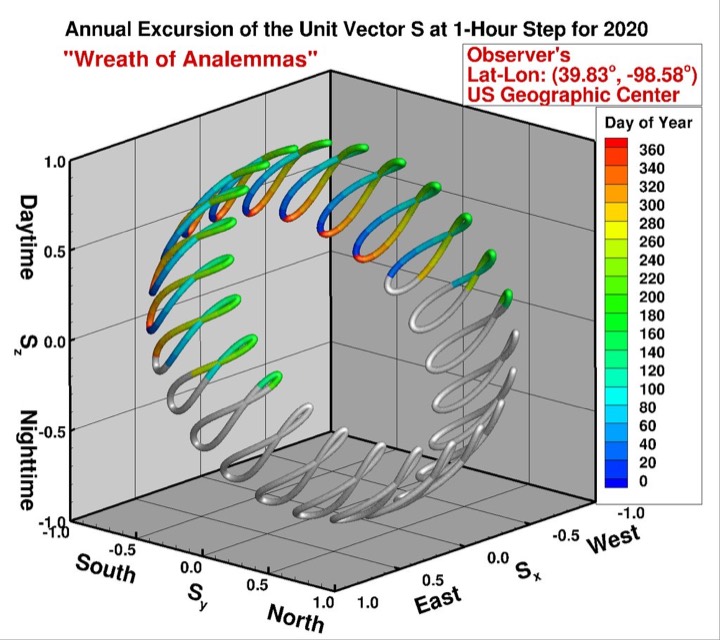 Annual Excursion of the Unit Vector S at 1-Hour Step for 2020
"Wreath of Analemmas"
Observer's
Lat-Lon: (39.83°, -98.58°)
US Geographic Center
Day of Year
360
340
320
300
280
260
240
220
200
180
160
140
120
100
80
60
40
20
0
1.0
0.5
0.0
-0.5
-1.0
Daytime
Sz
Nighttime
-1.0
-0.5
0.0
0.5
1.0
South
Sy
North
1.0
0.5
0.0
-0.5
-1.0
East
Sx
West